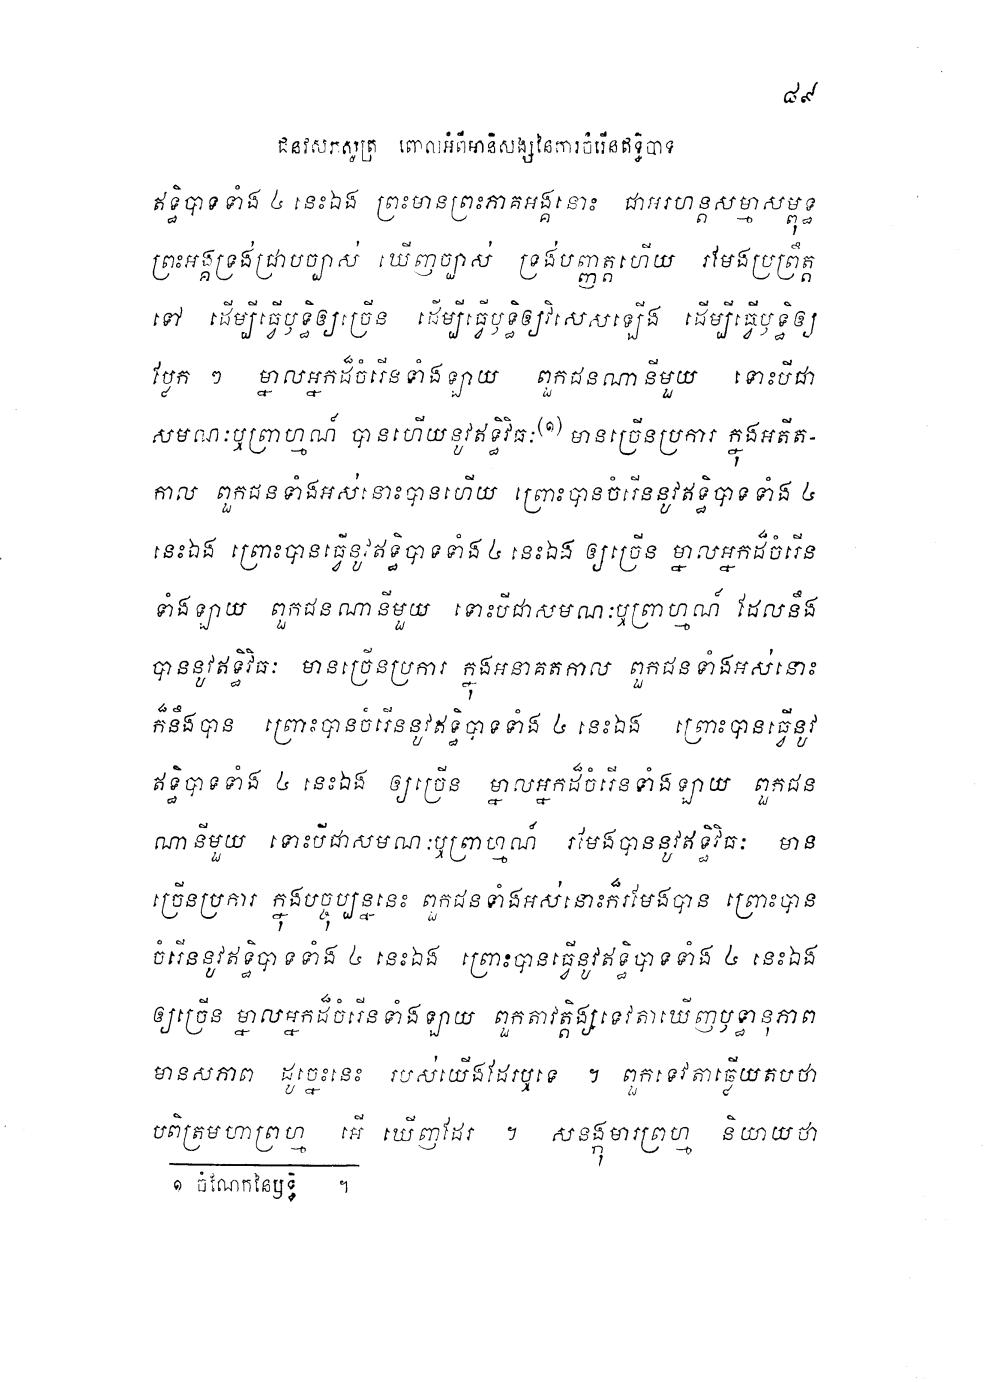 ៨៩
ជនវសភសូត្រ ពោលអំពីអានិសង្សនៃការចំរើនឥទ្ធិបាទ
ឥទ្ធិបាទទាំង ៤ នេះឯង ព្រះមានព្រះភាគអង្គនោះ ជាអរហន្តសម្មាសម្ពុទ្ធ
ព្រះអង្គទ្រង់ជ្រាបច្បាស់ ឃើញច្បាស់ ទ្រង់បញ្ញត្តហើយ រមែងប្រព្រឹត្ត
ទៅ ដើម្បីធ្វើឫទ្ធិឲ្យច្រើន ដើម្បីធ្វើឫទ្ធិឲ្យវិសេសឡើង ដើម្បីធ្វើឫទ្ធិឲ្យ
ប្លែក ៗ ម្នាលអ្នកដ៏ចំរើនទាំងឡាយ ពួកជនណានីមួយ ទោះបីជា
សមណៈឬព្រាហ្មណ៍ បានហើយនូវឥទ្ធិវិធៈ(១) មានច្រើនប្រការ ក្នុងអតីត-
កាល ពួកជនទាំងអស់នោះបានហើយ ព្រោះបានចំរើននូវឥទ្ធិបាទទាំង ៤
នេះឯង ព្រោះបានធ្វើនូវឥទ្ធិបាទទាំង ៤ នេះឯង ឲ្យច្រើន ម្នាលអ្នកដ៏ចំរើន
ទាំងឡាយ ពួកជនណានីមួយ ទោះបីជាសមណៈឬព្រាហ្មណ៍ ដែលនឹង
បាននូវឥទ្ធិវិធៈ មានច្រើនប្រការ ក្នុងអនាគតកាល ពួកជនទាំងអស់នោះ
ក៏នឹងបាន ព្រោះបានចំរើននូវឥទ្ធិបាទទាំង ៤ នេះឯង ព្រោះបានធ្វើនូវ
ឥទ្ធិបាទទាំង ៤ នេះឯង ឲ្យច្រើន ម្នាលអ្នកដ៏ចំរើនទាំងឡាយ ពួកជន
ណានីមួយ ទោះបីជាសមណៈឬព្រាហ្មណ៍ រមែងបាននូវឥទ្ធិវិធៈ មាន
ច្រើនប្រការ ក្នុងបច្ចុប្បន្ននេះ ពួកជនទាំងអស់នោះក៏រមែងបាន ព្រោះបាន
ចំរើននូវឥទ្ធិបាទទាំង ៤ នេះឯង ព្រោះបានធ្វើនូវឥទ្ធិបាទទាំង ៤ នេះឯង
ឲ្យច្រើន ម្នាលអ្នកដ៏ចំរើនទាំងឡាយ ពួកតាវត្តិង្សទេវតាឃើញឫទ្ធានុភាព
មានសភាព ដូច្នេះនេះ របស់យើងដែរឬទេ ។ ពួកទេវតាឆ្លើយតបថា
បពិត្រមហាព្រហ្ម អើ ឃើញដែរ ។ សនង្កុមារព្រហ្ម និយាយថា
១ ចំណែកនៃឫទ្ធិ ។